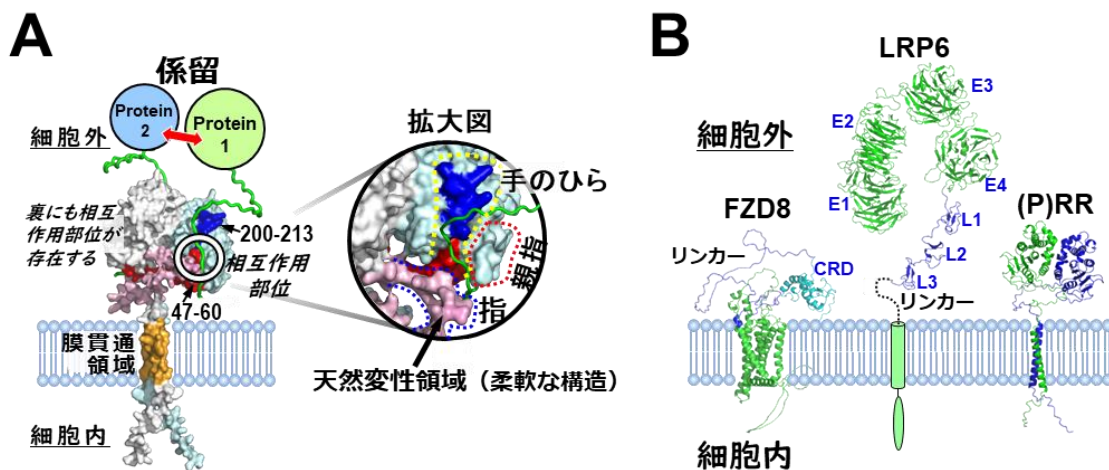 A
係留
Protein
2
Protein
1
細胞外
裏にも相互
作用部位が
存在する
200-213
相互作用
部位
47-60
膜貫通
領域
細胞内
拡大図
手のひら
親指
指
天然変性領域（柔軟な構造）
B
LRP6
細胞外
E3
E2
E4
E1
FZD8
(P)RR
L1
リンカー
L2
CRD
L3
リンカー
細胞内